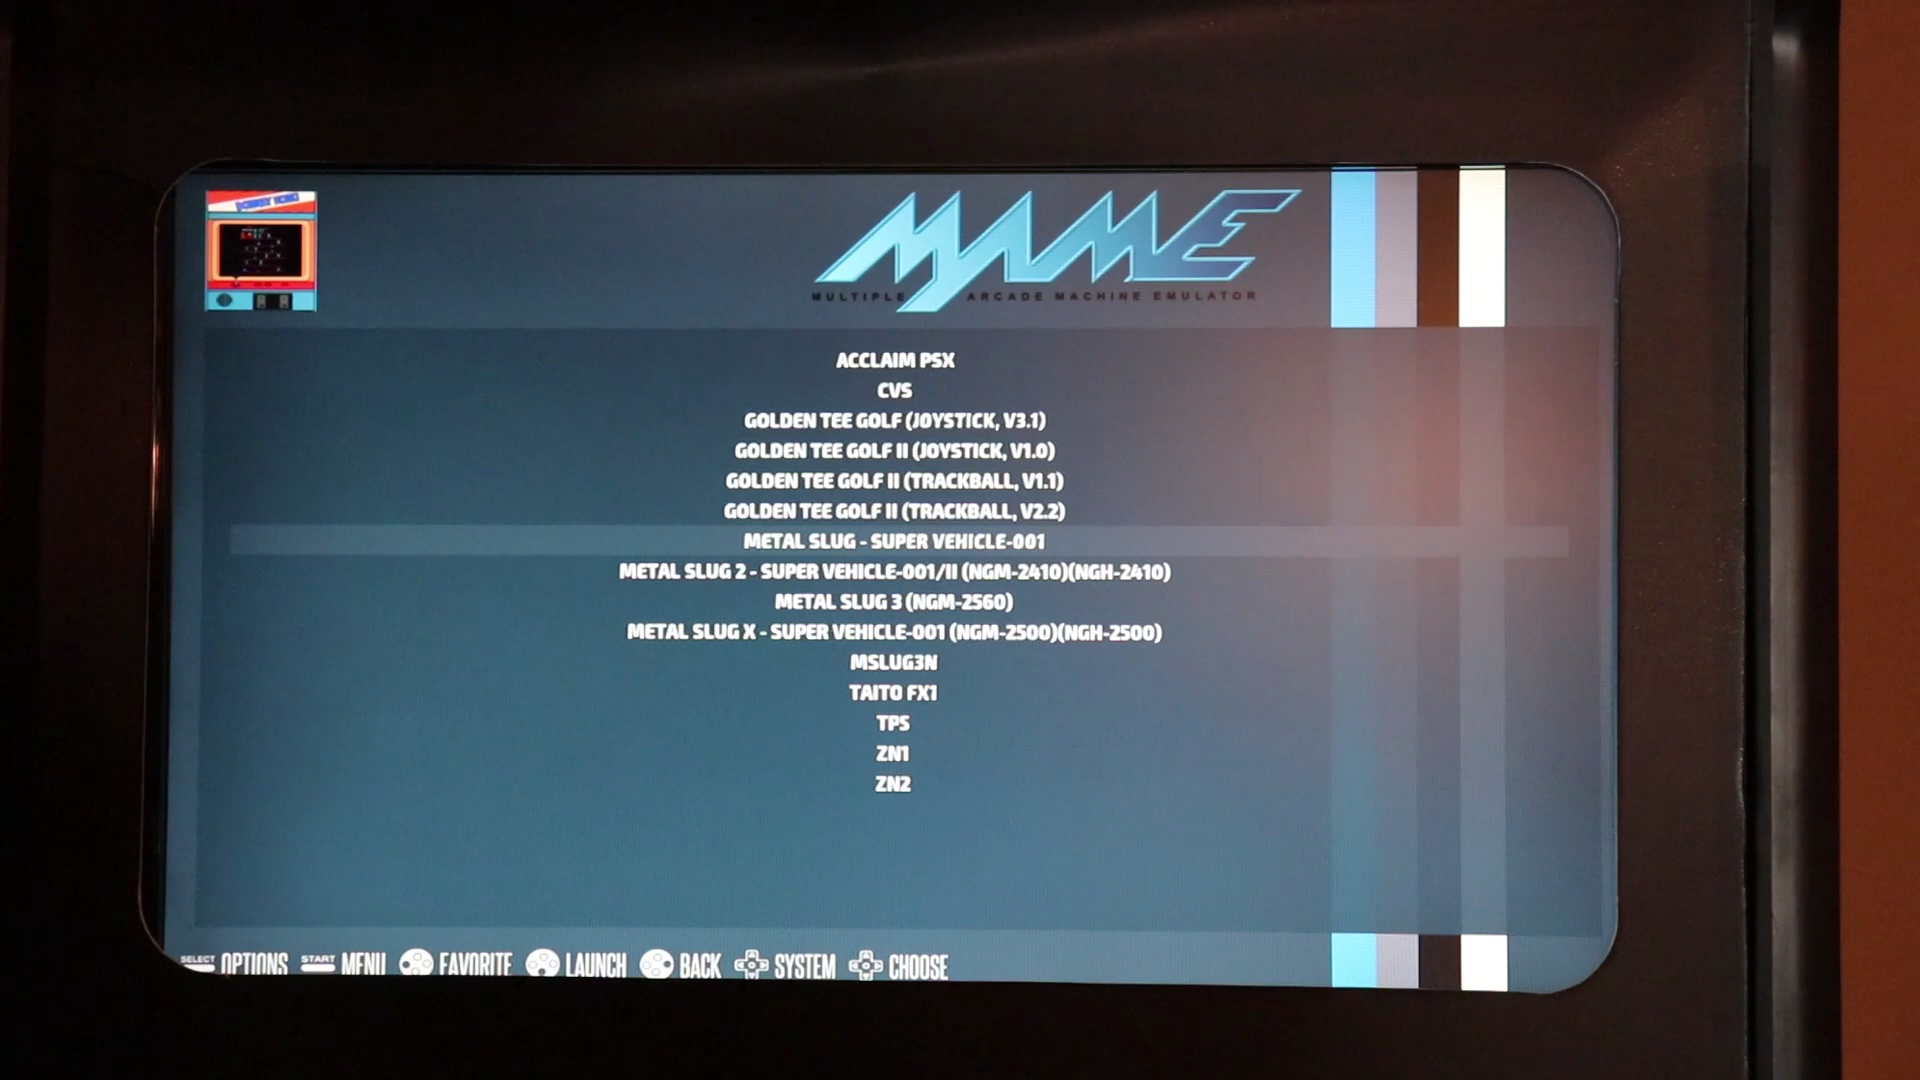 DONKEY KONG
MAME
MULTIPLE ARCADE MACHINE EMULATOR
ACCLAIM PSX
CVS
GOLDEN TEE GOLF (JOYSTICK, V3.1)
GOLDEN TEE GOLF II (JOYSTICK, V1.0)
GOLDEN TEE GOLF II (TRACKBALL, V1.1)
GOLDEN TEE GOLF II (TRACKBALL, V2.2)
METAL SLUG - SUPER VEHICLE-001
METAL SLUG 2 - SUPER VEHICLE-001/II (NGM-2410)(NGH-2410)
METAL SLUG 3 (NGM-2560)
METAL SLUG X - SUPER VEHICLE-001 (NGM-2500)(NGH-2500)
MSLUG3N
TAITO FX1
TPS
ZN1
ZN2
SELECT OPTIONS START MENU FAVORITE LAUNCH BACK SYSTEM CHOOSE